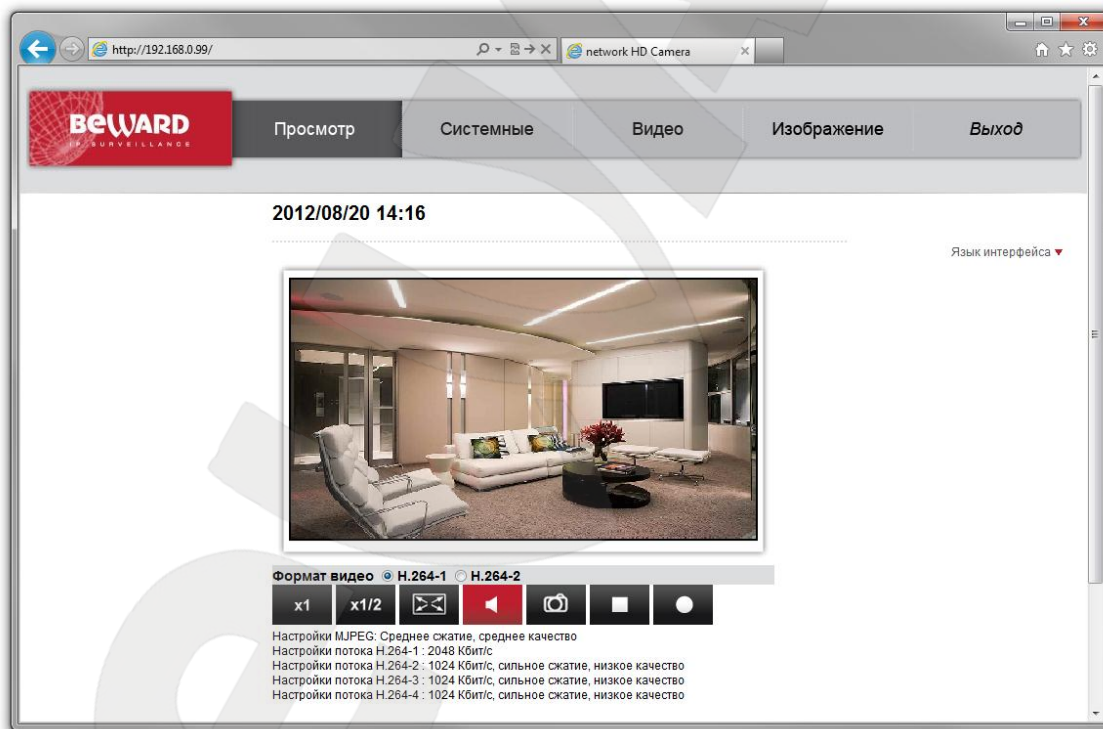 http://192.168.0.99/
network HD Camera
BEWARD
IP SURVEILLANCE
Просмотр
Системные
Видео
Изображение
Выход
2012/08/20 14:16
Язык интерфейса
Формат видео H.264-1 H.264-2
x1
x1/2
Настройки MJPEG: Среднее сжатие, среднее качество
Настройки потока H.264-1 : 2048 Кбит/с
Настройки потока H.264-2 : 1024 Кбит/с, сильное сжатие, низкое качество
Настройки потока H.264-3 : 1024 Кбит/с, сильное сжатие, низкое качество
Настройки потока H.264-4 : 1024 Кбит/с, сильное сжатие, низкое качество